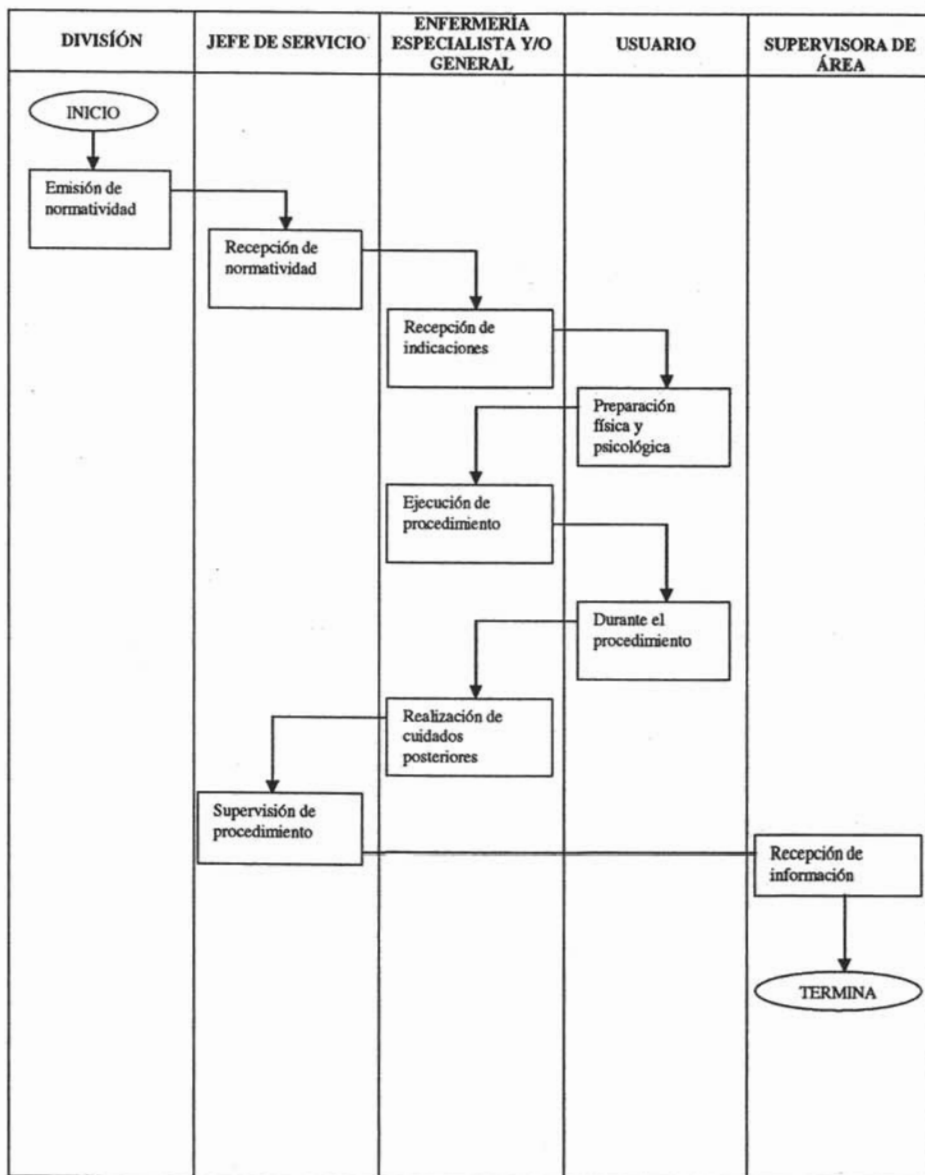 DIVISÍÓN
JEFE DE SERVICIO
ENFERMERÍA
ESPECIALISTA Y/O
GENERAL
USUARIO
SUPERVISORA DE
ÁREA
INICIO
Emisión de
normatividad
Recepción de
normatividad
Recepción de
indicaciones
Preparación
física y
psicológica
Ejecución de
procedimiento
Durante el
procedimiento
Realización de
cuidados
posteriores
Supervisión de
procedimiento
Recepción de
información
TERMINA